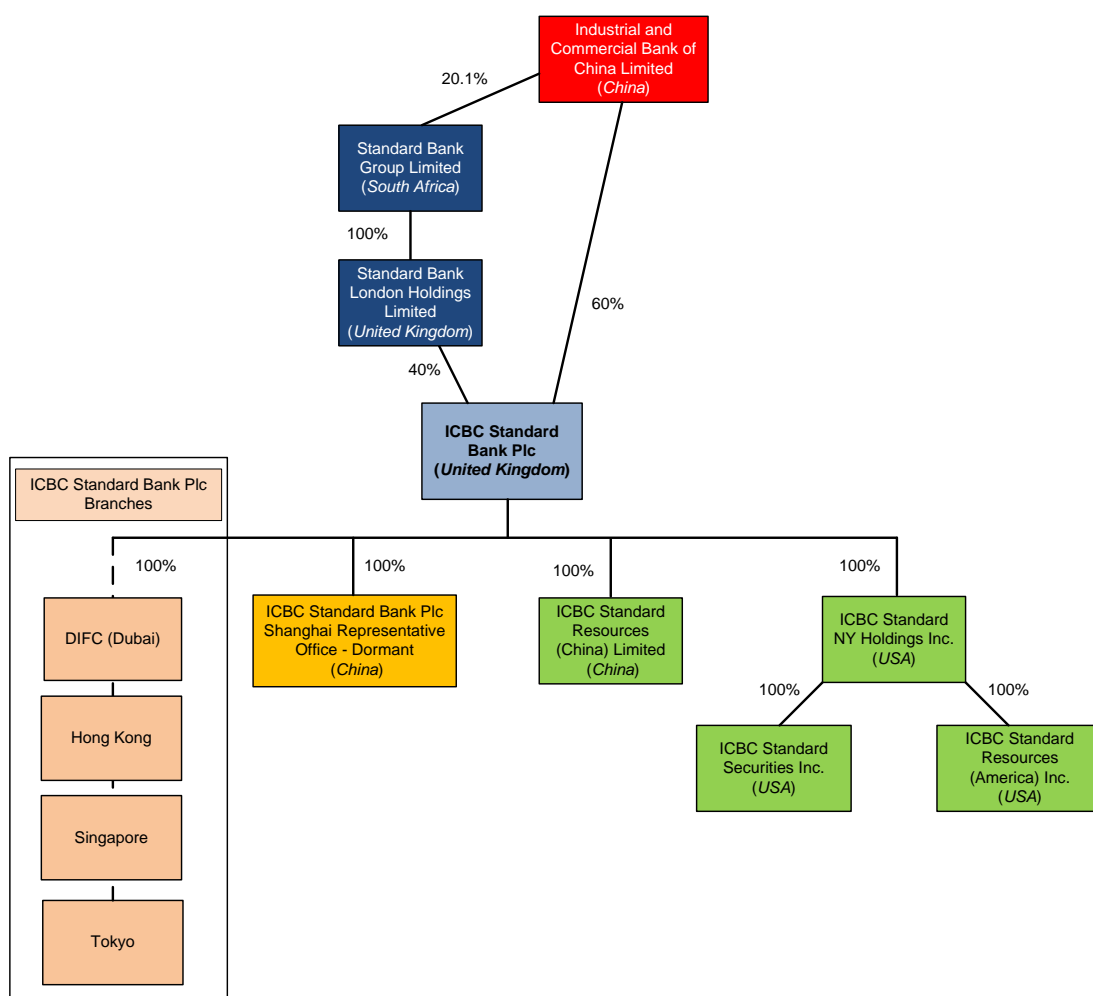 Industrial and
Commercial Bank of
China Limited
(China)
20.1%
Standard Bank
Group Limited
(South Africa)
100%
Standard Bank
London Holdings
Limited
(United Kingdom)
60%
40%
ICBC Standard
Bank Plc
(United Kingdom)
ICBC Standard Bank Plc
Branches
100%
100%
100%
100%
DIFC (Dubai)
Hong Kong
Singapore
Tokyo
ICBC Standard Bank Plc
Shanghai Representative
Office - Dormant
(China)
ICBC Standard
Resources
(China) Limited
(China)
ICBC Standard
NY Holdings Inc.
(USA)
100%
100%
ICBC Standard
Securities Inc.
(USA)
ICBC Standard
Resources
(America) Inc.
(USA)